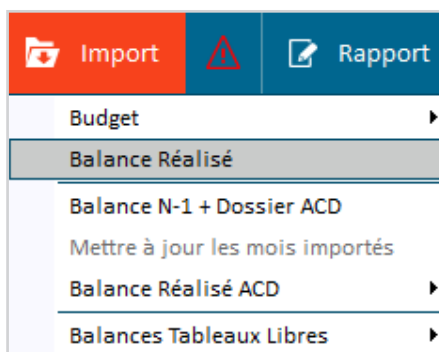 Import Rapport
Budget
Balance Réalisé
Balance N-1 + Dossier ACD
Mettre à jour les mois importés
Balance Réalisé ACD
Balances Tableaux Libres